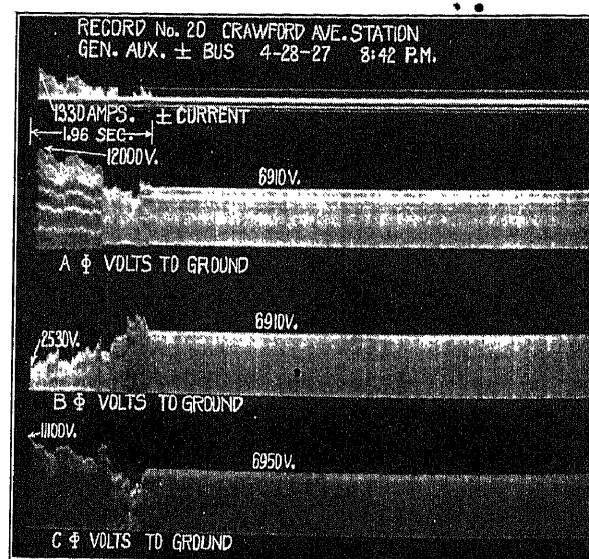 RECORD No. 20 CRAWFORD AVE. STATION
GEN. AUX. ± BUS 4-28-27 8:42 P.M.
1330 AMPS. ± CURRENT
1.96 SEC.
12000V.
6910V.
A Φ VOLTS TO GROUND
6910V.
2530V.
B Φ VOLTS TO GROUND
11100V.
6950V.
C Φ VOLTS TO GROUND